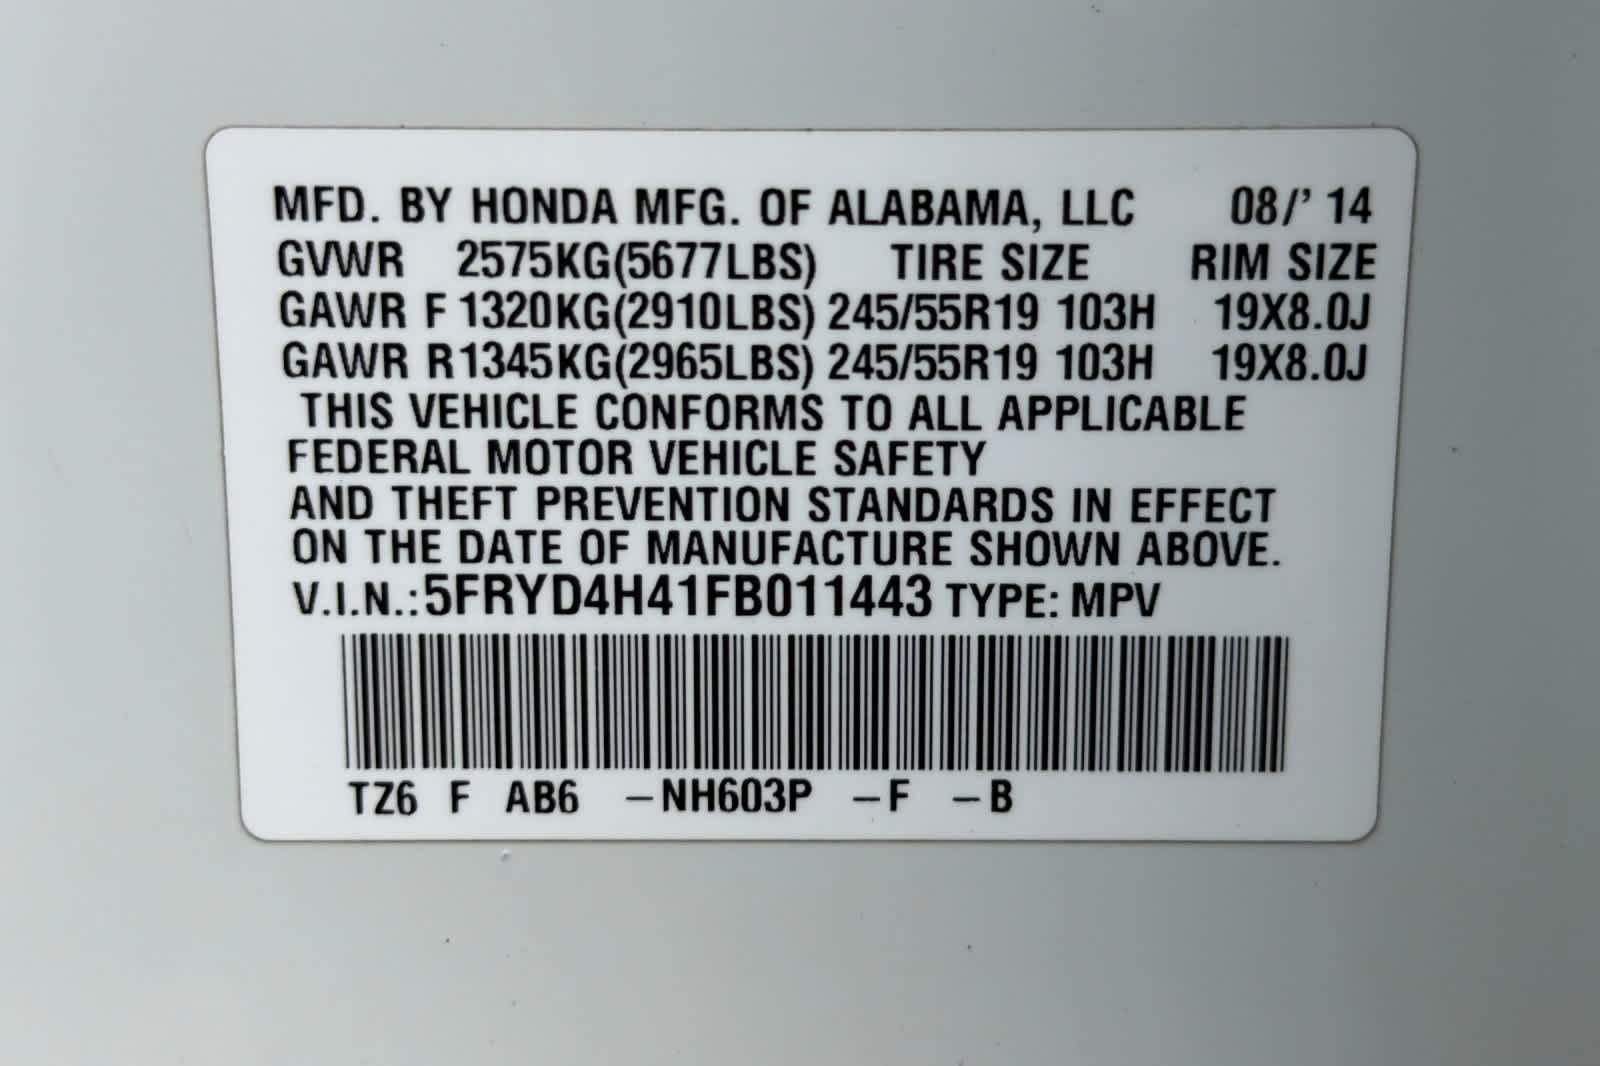 MFD. BY HONDA MFG. OF ALABAMA, LLC 08/' 14
GVWR 2575KG(5677LBS) TIRE SIZE RIM SIZE
GAWR F 1320KG(2910LBS) 245/55R19 103H 19X8.0J
GAWR R 1345KG(2965LBS) 245/55R19 103H 19X8.0J
THIS VEHICLE CONFORMS TO ALL APPLICABLE
FEDERAL MOTOR VEHICLE SAFETY
AND THEFT PREVENTION STANDARDS IN EFFECT
ON THE DATE OF MANUFACTURE SHOWN ABOVE.
V.I.N.:5FRYD4H41FB011443 TYPE: MPV
TZ6 F AB6 –NH603P –F –B